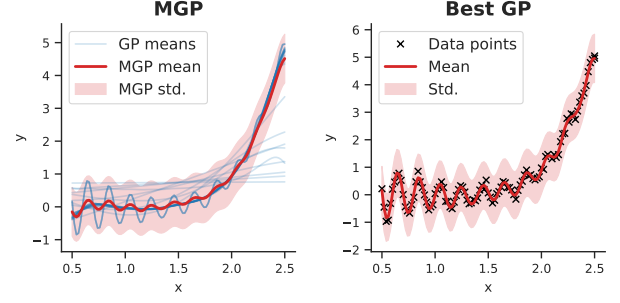 MGP
GP means
MGP mean
MGP std.
y
5
4
3
2
1
0
−1
0.5
1.0
1.5
2.0
2.5
x
Best GP
Data points
Mean
Std.
y
6
5
4
3
2
1
0
−1
−2
0.5
1.0
1.5
2.0
2.5
x